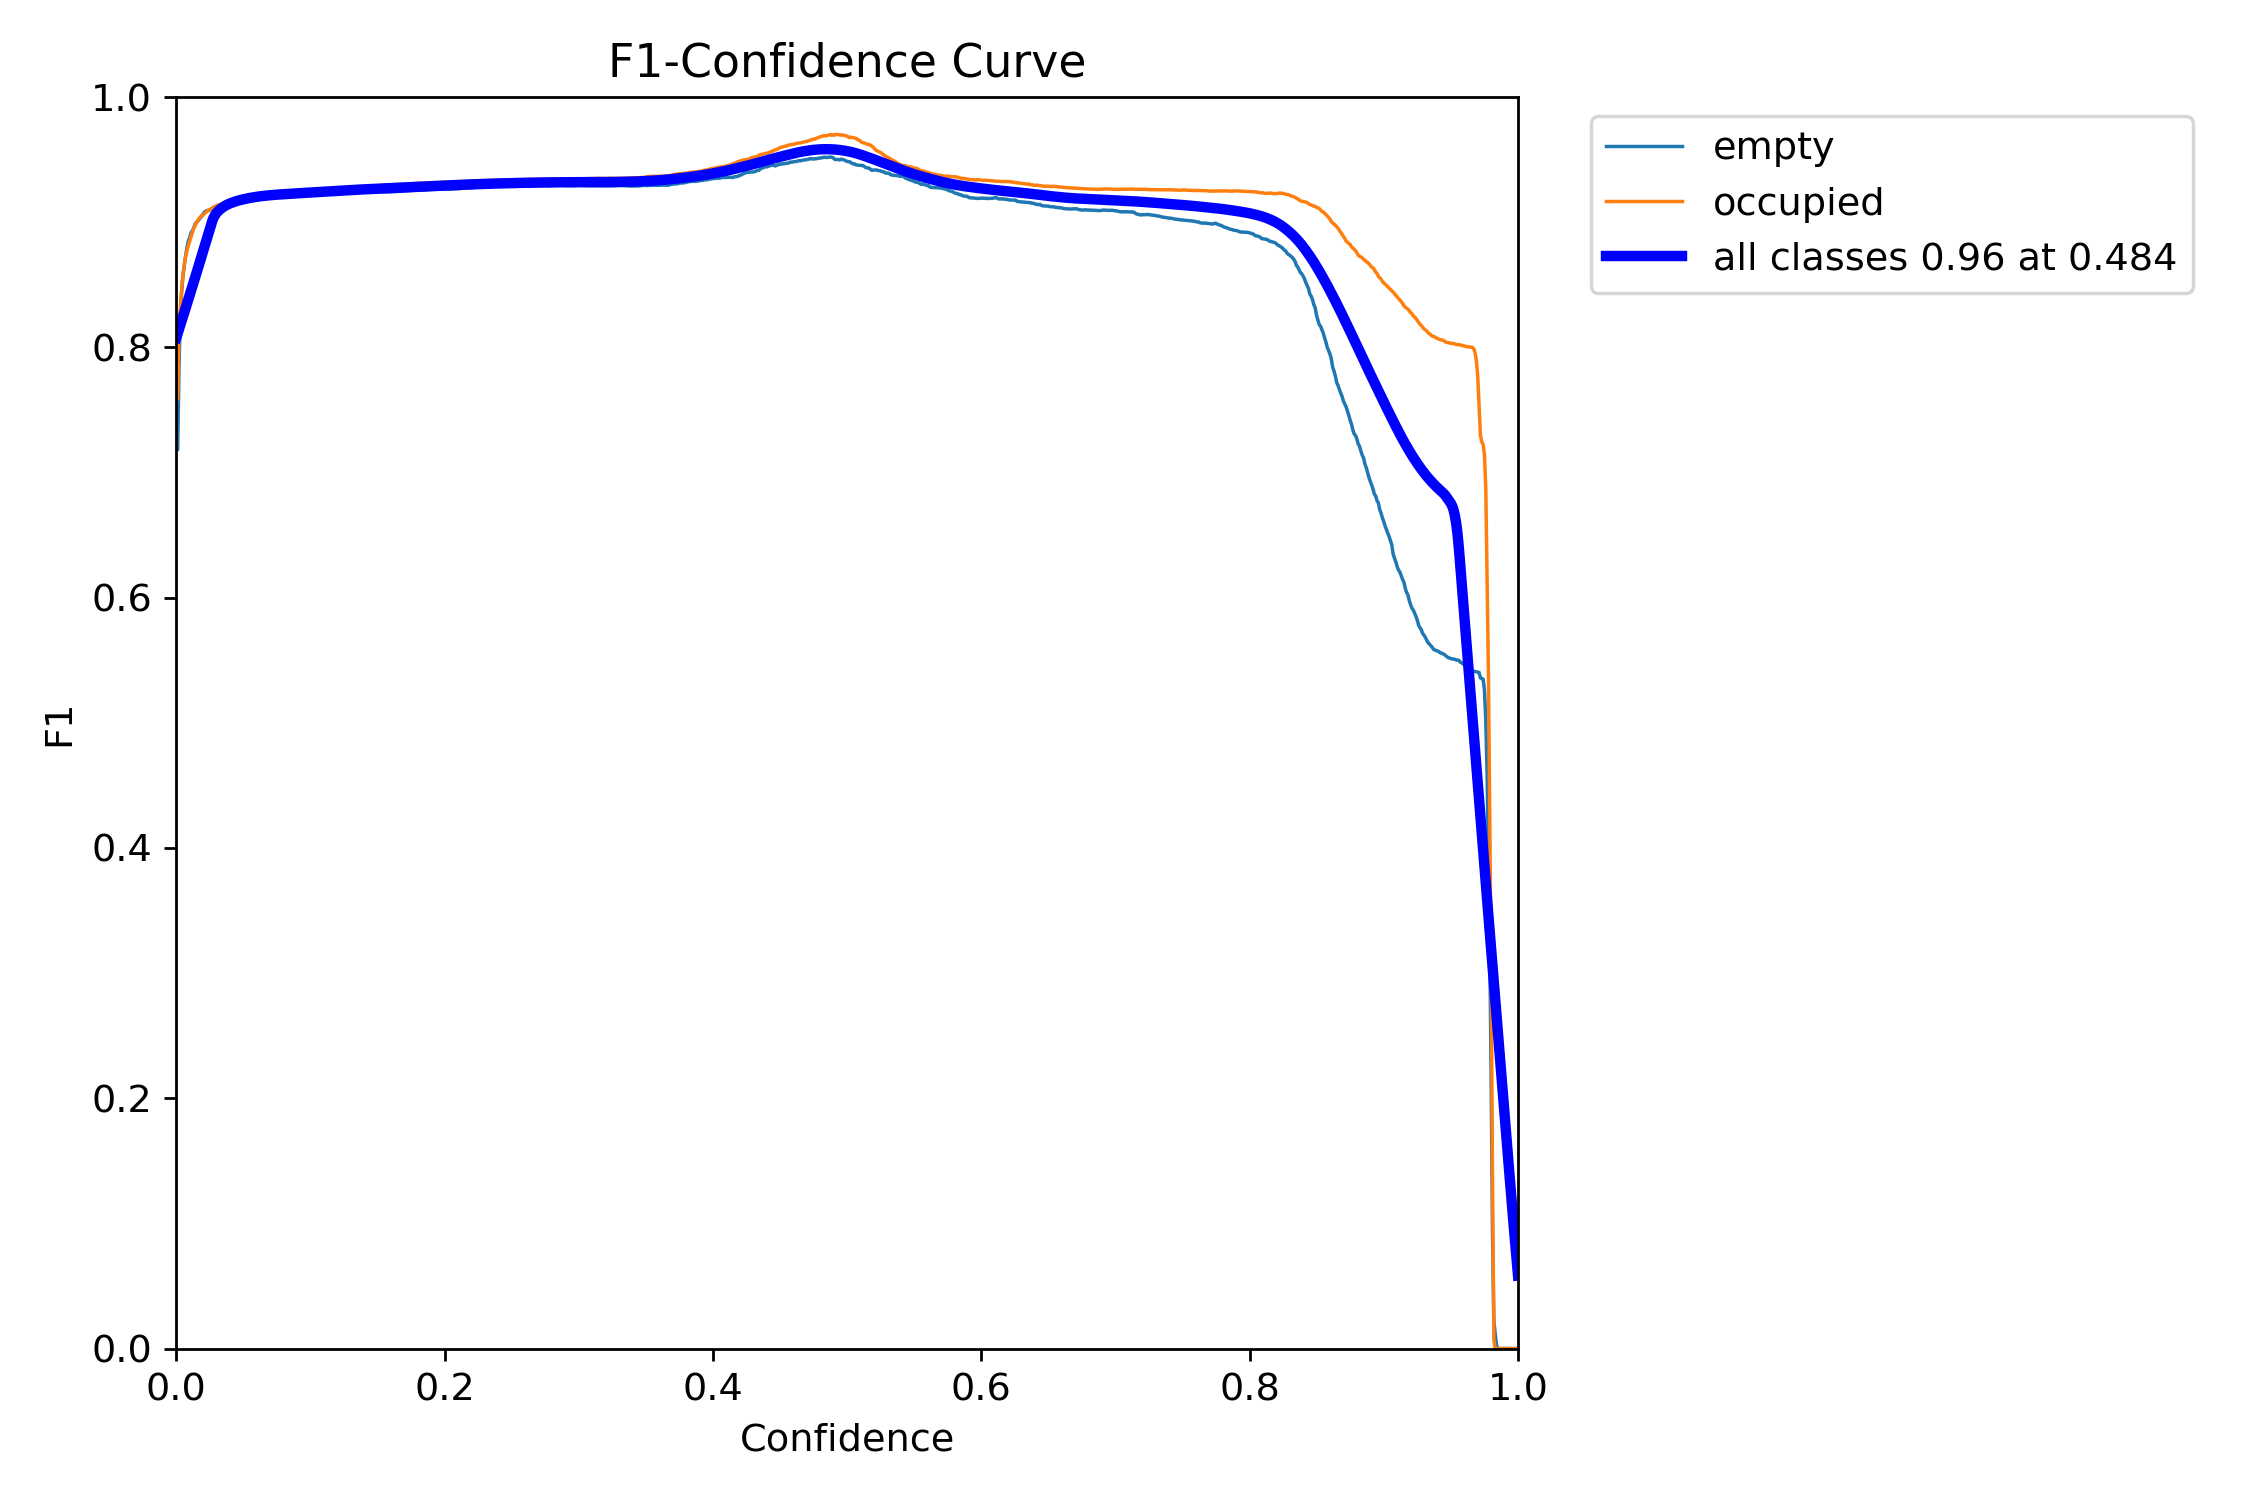 F1-Confidence Curve
1.0
0.8
0.6
0.4
0.2
0.0
F1
0.0 0.2 0.4 0.6 0.8 1.0
Confidence
empty
occupied
all classes 0.96 at 0.484